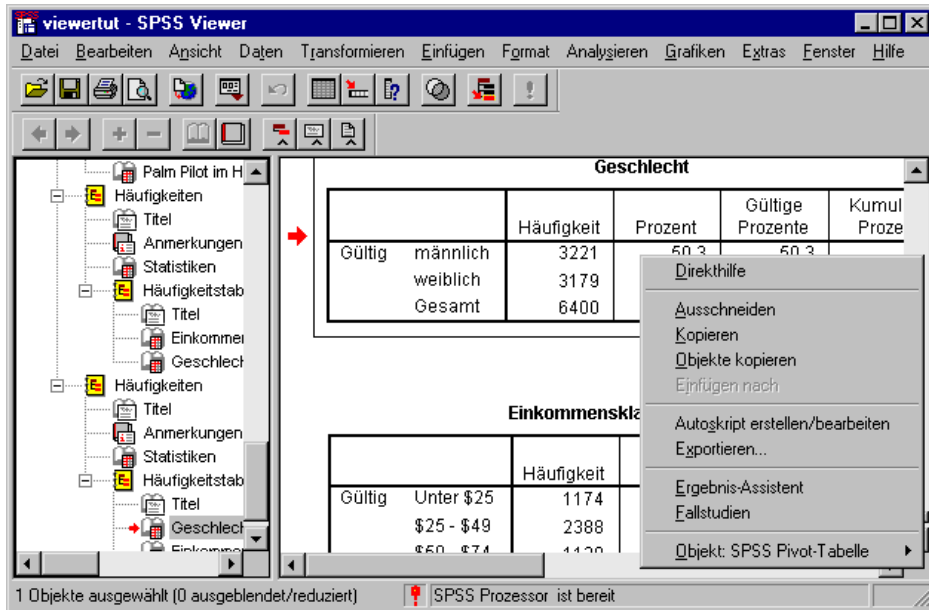 viewertut - SPSS Viewer
Datei Bearbeiten Ansicht Daten Transformieren Einfügen Format Analysieren Grafiken Extras Fenster Hilfe
Palm Pilot im H
Häufigkeiten
Titel
Anmerkungen
Statistiken
Häufigkeitstab
Titel
Einkommen
Geschlech
Häufigkeiten
Titel
Anmerkungen
Statistiken
Häufigkeitstab
Titel
Geschlech
Geschlecht
Häufigkeit Prozent Gültige Prozente Kumul Proze
Gültig männlich 3221 50,3 50,3
weiblich 3179
Gesamt 6400
Einkommenskla
Häufigkeit
Gültig Unter $25 1174
$25 - $49 2388
$50 - $74 1120
Direkthilfe
Ausschneiden
Kopieren
Objekte kopieren
Einfügen nach
Autoskript erstellen/bearbeiten
Exportieren...
Ergebnis-Assistent
Fallstudien
Objekt: SPSS Pivot-Tabelle
1 Objekte ausgewählt (0 ausgeblendet/reduziert)
SPSS Prozessor ist bereit